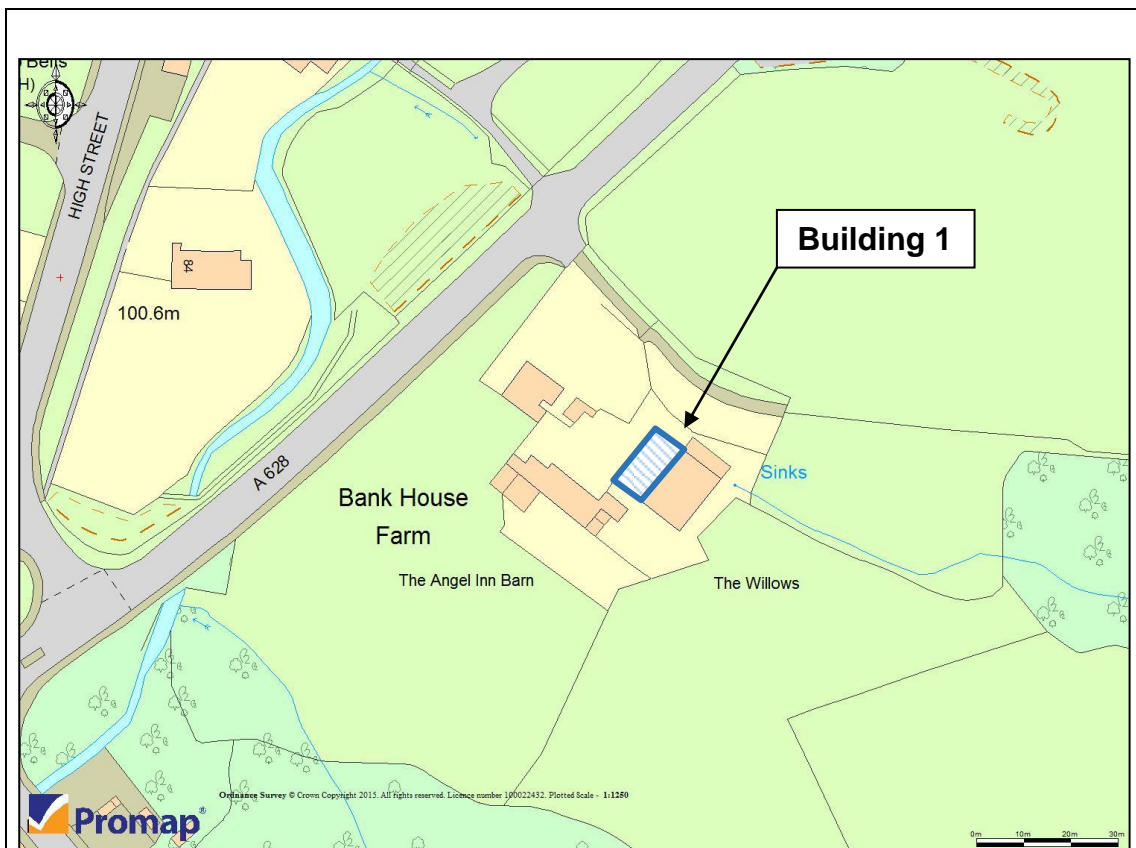 Bells
H)
HIGH STREET
Building 1
84
100.6m
A 628
Sinks
Bank House
Farm
The Angel Inn Barn
The Willows
Ordnance Survey © Crown Copyright 2015. All rights reserved. Licence number 100022432. Plotted Scale - 1:1250
Promap®
0m 10m 20m 30m